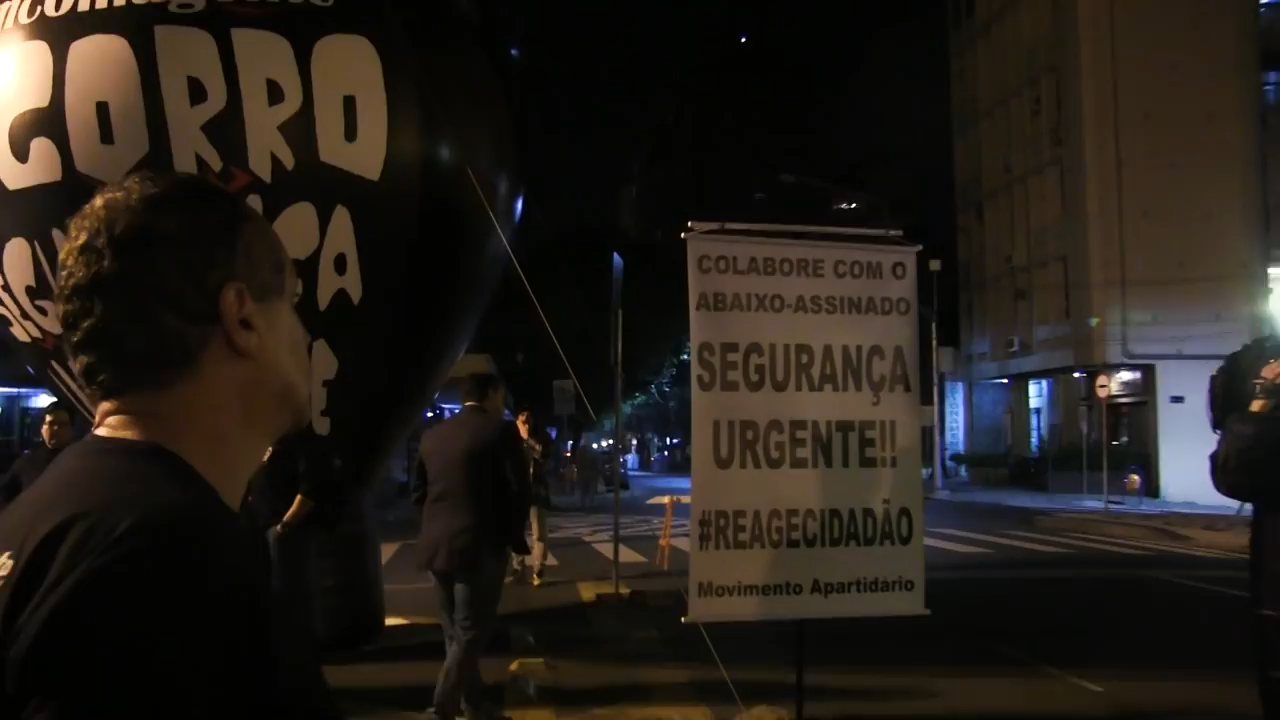 CORRO
COLABORE COM O
ABAIXO-ASSINADO
SEGURANÇA
URGENTE!!
#REAGECIDADÃO
Movimento Apartidário